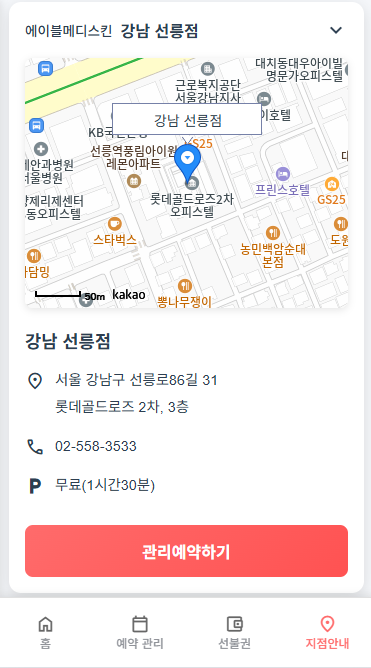 에이블메디스킨 강남 선릉점
대치동대우아이빌
명문가오피스텔
근로복지공단
서울강남지사
이호텔
강남 선릉점
KB국
S25
선릉역풍림아이원
레몬아파트
안과병원
서울병원
프린스호텔
롯데골드로즈2차
오피스텔
GS25
제리제센터
동오피스텔
스타벅스
농민백암순대
본점
도원
담밍
50m kakao
뽕나무쟁이
강남 선릉점
서울 강남구 선릉로86길 31
롯데골드로즈 2차, 3층
02-558-3533
P 무료(1시간30분)
관리예약하기
홈 예약 관리 선불권 지점안내